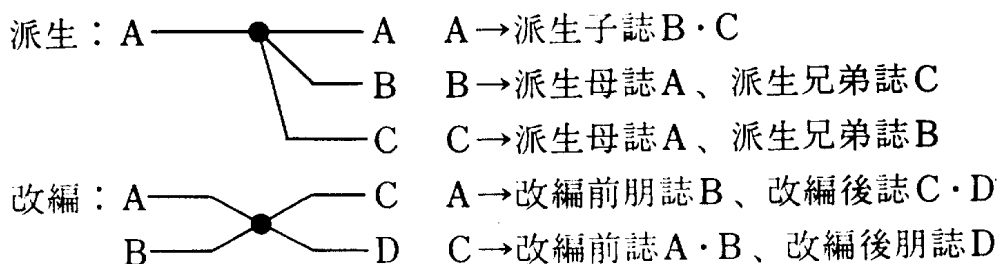 派生：A A A→派生子誌B・C
B B→派生母誌A、派生兄弟誌C
C C→派生母誌A、派生兄弟誌B
改編：A C A→改編前朋誌B、改編後誌C・D
B D C→改編前誌A・B、改編後朋誌D